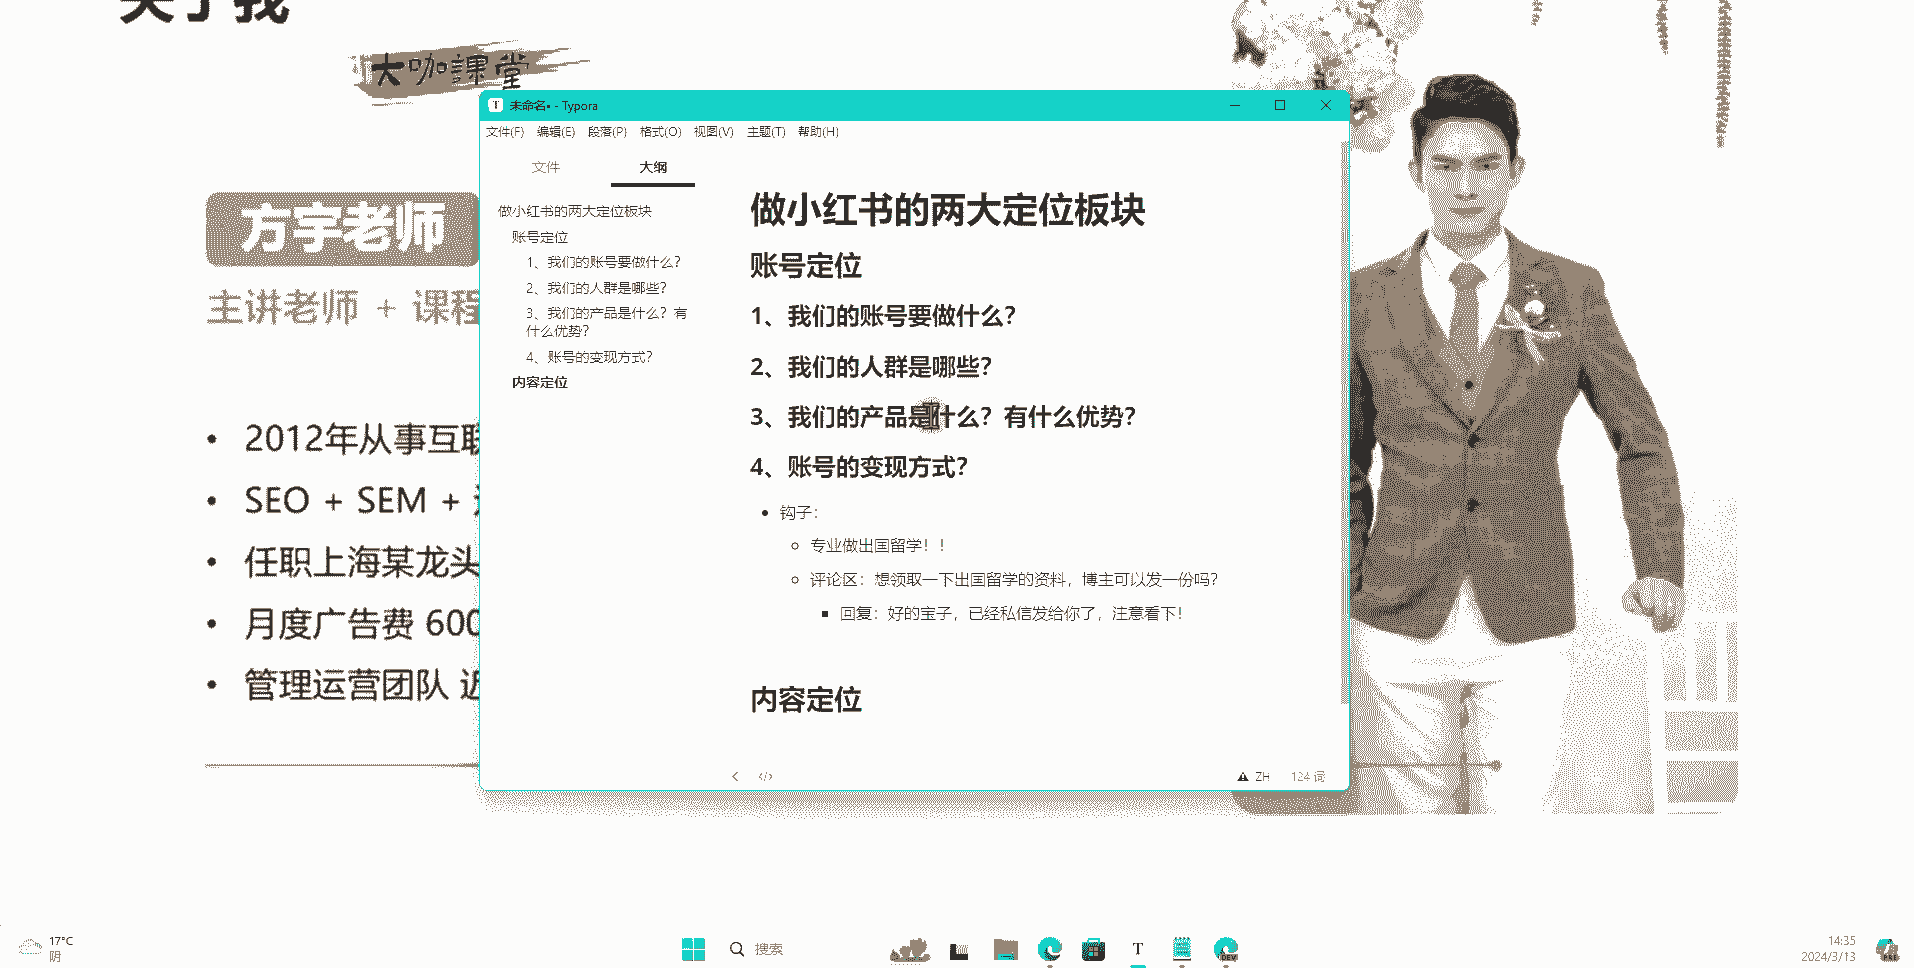 关于我
大咖課堂
未命名• - Typora
文件(F) 编辑(E) 段落(P) 格式(O) 视图(V) 主题(T) 帮助(H)
文件 大纲
做小红书的两大定位板块
账号定位
1、我们的账号要做什么？
2、我们的人群是哪些？
3、我们的产品是什么？有
什么优势？
4、账号的变现方式？
内容定位
做小红书的两大定位板块
账号定位
1、我们的账号要做什么？
2、我们的人群是哪些？
3、我们的产品是什么？有什么优势？
4、账号的变现方式？
• 钩子：
专业做出国留学！！
评论区：想领取一下出国留学的资料，博主可以发一份吗？
回复：好的宝子，已经私信发给你了，注意看下！
内容定位
</> ZH 124 词
方宇老师
主讲老师 + 课程
• 2012年从事互联
• SEO + SEM +
• 任职上海某龙头
• 月度广告费 600
• 管理运营团队 近
17°C
阴
搜索
T
DEV
14:35
2024/3/13
PRE